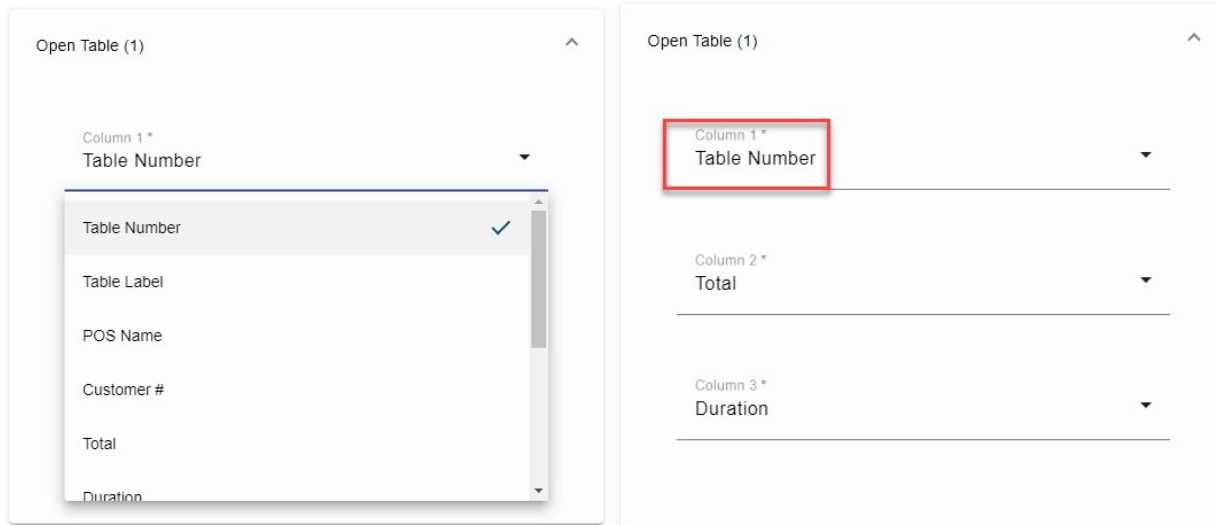 Open Table (1)
Column 1 *
Table Number
Table Number
Table Label
POS Name
Customer #
Total
Duration
Open Table (1)
Column 1 *
Table Number
Column 2 *
Total
Column 3 *
Duration